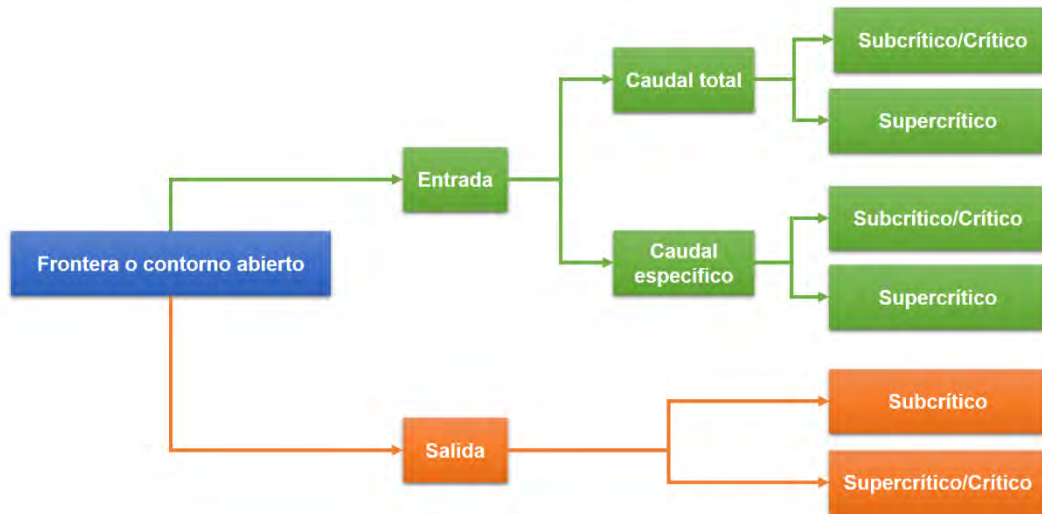 Subcrítico/Crítico
Caudal total
Supercrítico
Entrada
Subcrítico/Crítico
Frontera o contorno abierto
Caudal
especifico
Supercrítico
Subcrítico
Salida
Supercrítico/Crítico